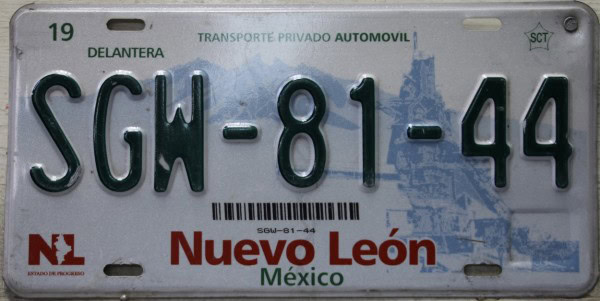 19
DELANTERA
TRANSPORTE PRIVADO AUTOMOVIL
SCT
SGW-81-44
SGW-81-44
NL
ESTADO DE PROGRESO
Nuevo León
México